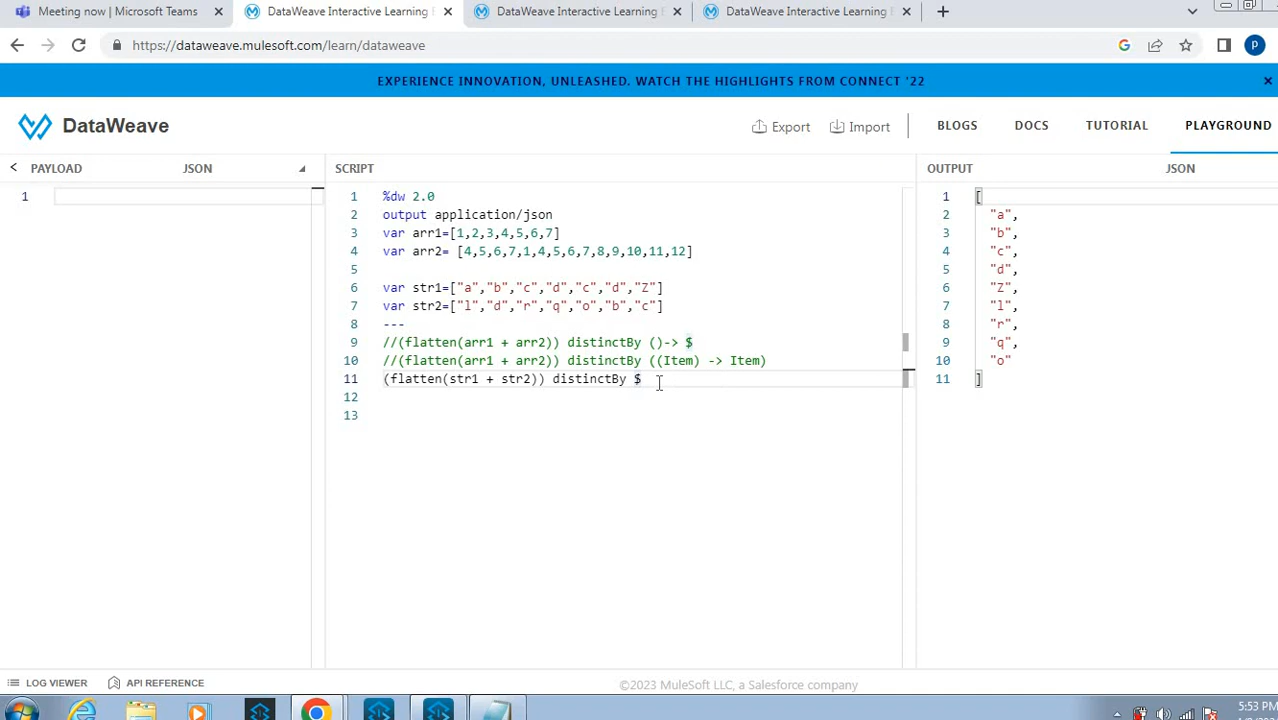 Meeting now | Microsoft Teams
DataWeave Interactive Learning E
DataWeave Interactive Learning E
DataWeave Interactive Learning E
https://dataweave.mulesoft.com/learn/dataweave
P
EXPERIENCE INNOVATION, UNLEASHED. WATCH THE HIGHLIGHTS FROM CONNECT '22
DataWeave
Export
Import
BLOGS
DOCS
TUTORIAL
PLAYGROUND
PAYLOAD
JSON
SCRIPT
OUTPUT
JSON
1
1 %dw 2.0
2 output application/json
3 var arr1=[1,2,3,4,5,6,7]
4 var arr2= [4,5,6,7,1,4,5,6,7,8,9,10,11,12]
5
6 var str1=["a","b","c","d","c","d","Z"]
7 var str2=["l","d","r","q","o","b","c"]
8 ---
9 //(flatten(arr1 + arr2)) distinctBy ()-> $
10 //(flatten(arr1 + arr2)) distinctBy ((Item) -> Item)
11 (flatten(str1 + str2)) distinctBy $
12
13
1 [
2 "a",
3 "b",
4 "c",
5 "d",
6 "Z",
7 "l",
8 "r",
9 "q",
10 "o"
11 ]
LOG VIEWER
API REFERENCE
©2023 MuleSoft LLC, a Salesforce company
5:53 PM